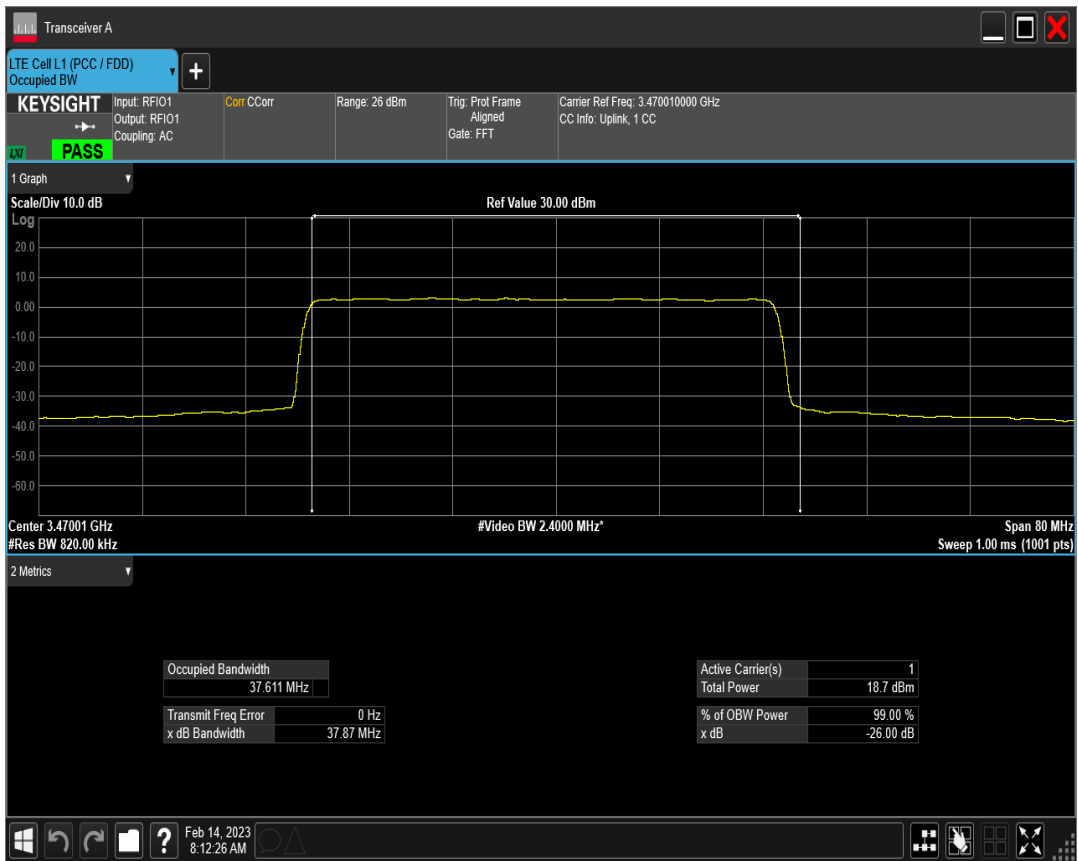 Transceiver A
LTE Cell L1 (PCC / FDD)
Occupied BW
+
KEYSIGHT
LXI
PASS
Input: RFIO1
Output: RFIO1
Coupling: AC
Corr CCorr
Range: 26 dBm
Trig: Prot Frame
Aligned
Gate: FFT
Carrier Ref Freq: 3.470010000 GHz
CC Info: Uplink, 1 CC
1 Graph
Scale/Div 10.0 dB
Ref Value 30.00 dBm
Log
20.0
10.0
0.00
-10.0
-20.0
-30.0
-40.0
-50.0
-60.0
Center 3.47001 GHz
#Video BW 2.4000 MHz*
Span 80 MHz
#Res BW 820.00 kHz
Sweep 1.00 ms (1001 pts)
2 Metrics
Occupied Bandwidth
37.611 MHz
Transmit Freq Error 0 Hz
x dB Bandwidth 37.87 MHz
Active Carrier(s) 1
Total Power 18.7 dBm
% of OBW Power 99.00 %
x dB -26.00 dB
?
Feb 14, 2023
8:12:26 AM